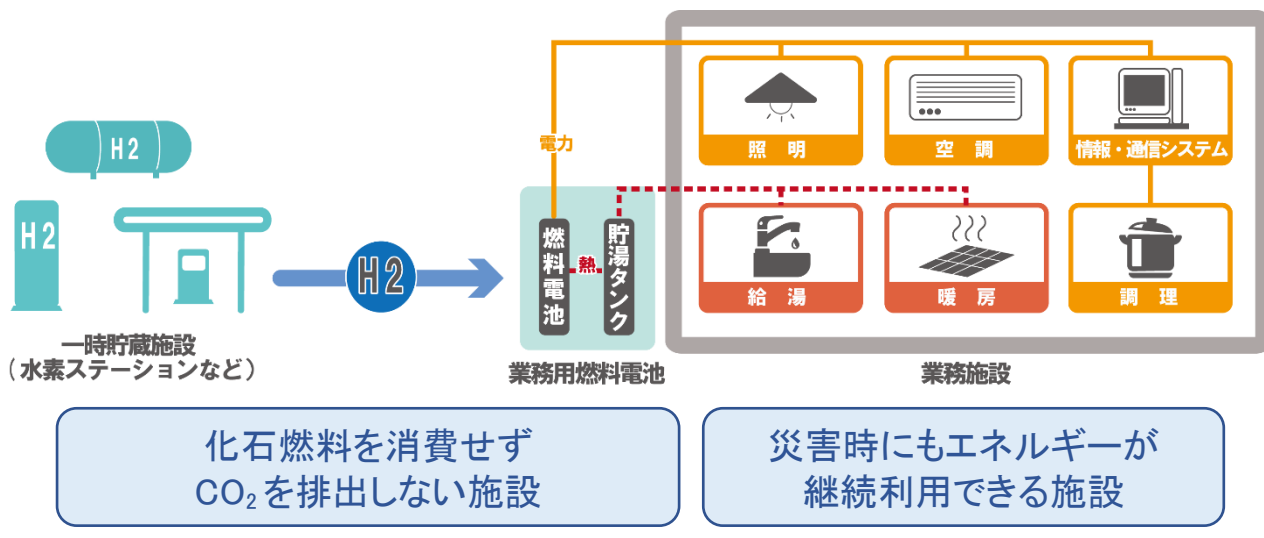 H2
H2
一時貯蔵施設
（水素ステーションなど）
H2
電力
燃料電池
熱
貯湯タンク
業務用燃料電池
照明
空調
情報・通信システム
給湯
暖房
調理
業務施設
化石燃料を消費せず
CO₂を排出しない施設
災害時にもエネルギーが
継続利用できる施設